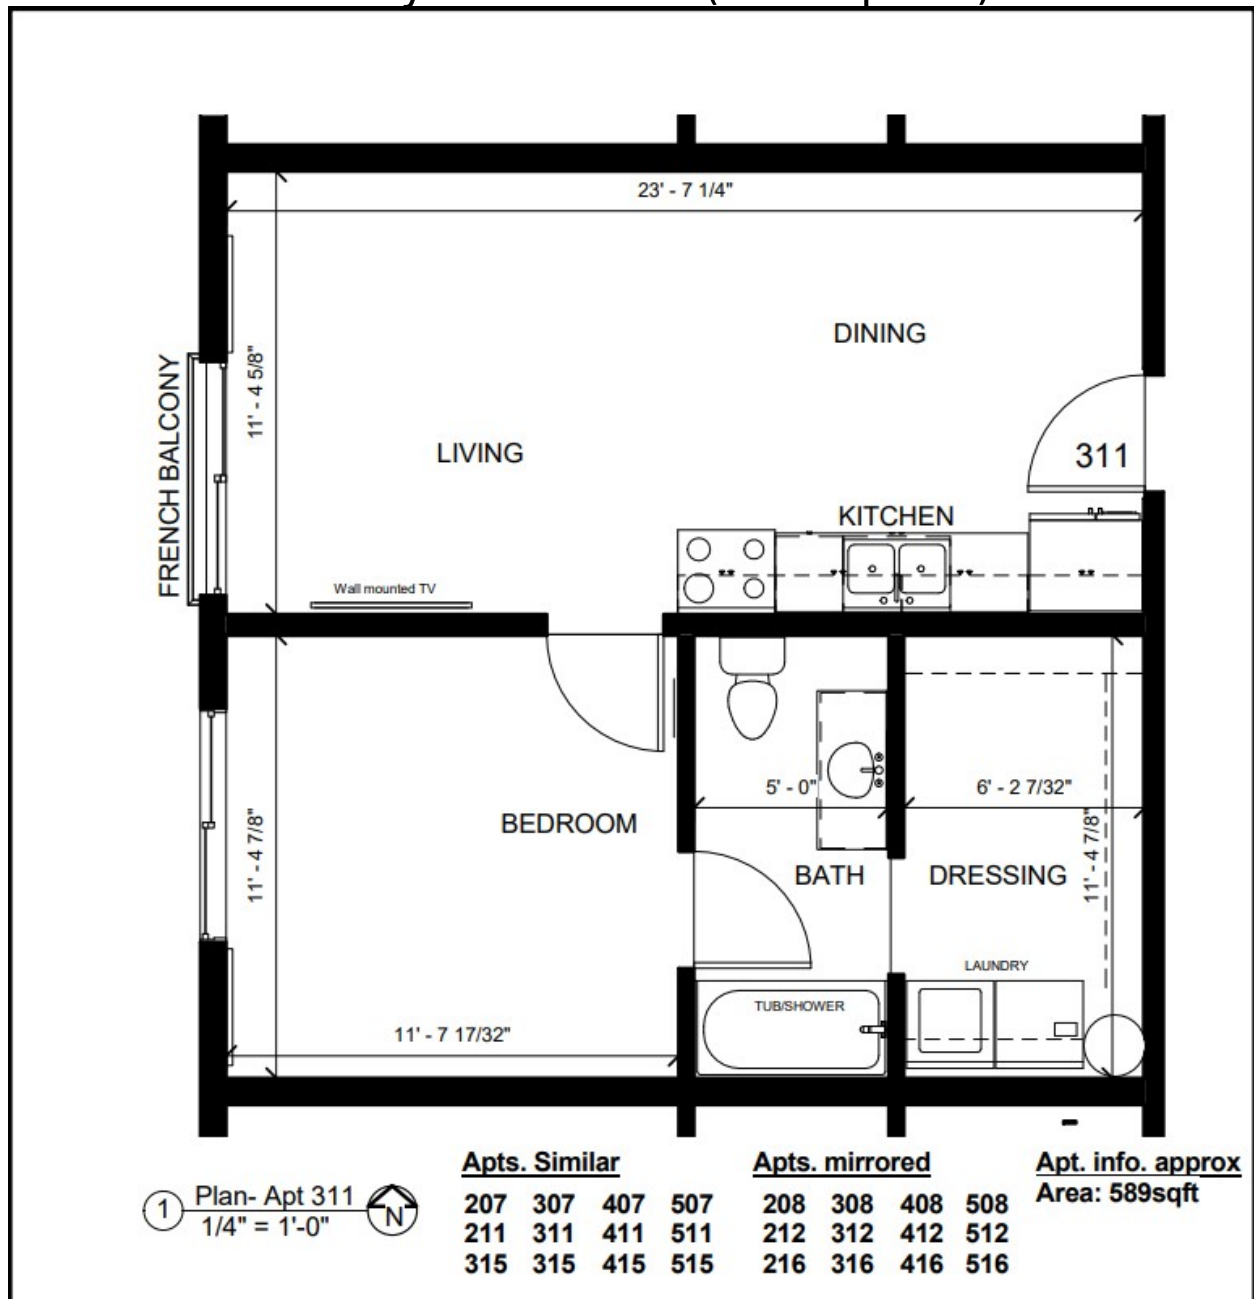 23' - 7 1/4"
DINING
11' - 4 5/8"
FRENCH BALCONY
LIVING
311
KITCHEN
Wall mounted TV
5' - 0"
6' - 2 7/32"
BEDROOM
11' - 4 7/8"
11' - 4 7/8"
BATH
DRESSING
LAUNDRY
TUB/SHOWER
11' - 7 17/32"
Apts. Similar
207 307 407 507
211 311 411 511
315 315 415 515
Apts. mirrored
208 308 408 508
212 312 412 512
216 316 416 516
Apt. info. approx
Area: 589sqft
1
Plan- Apt 311
1/4" = 1'-0"
N